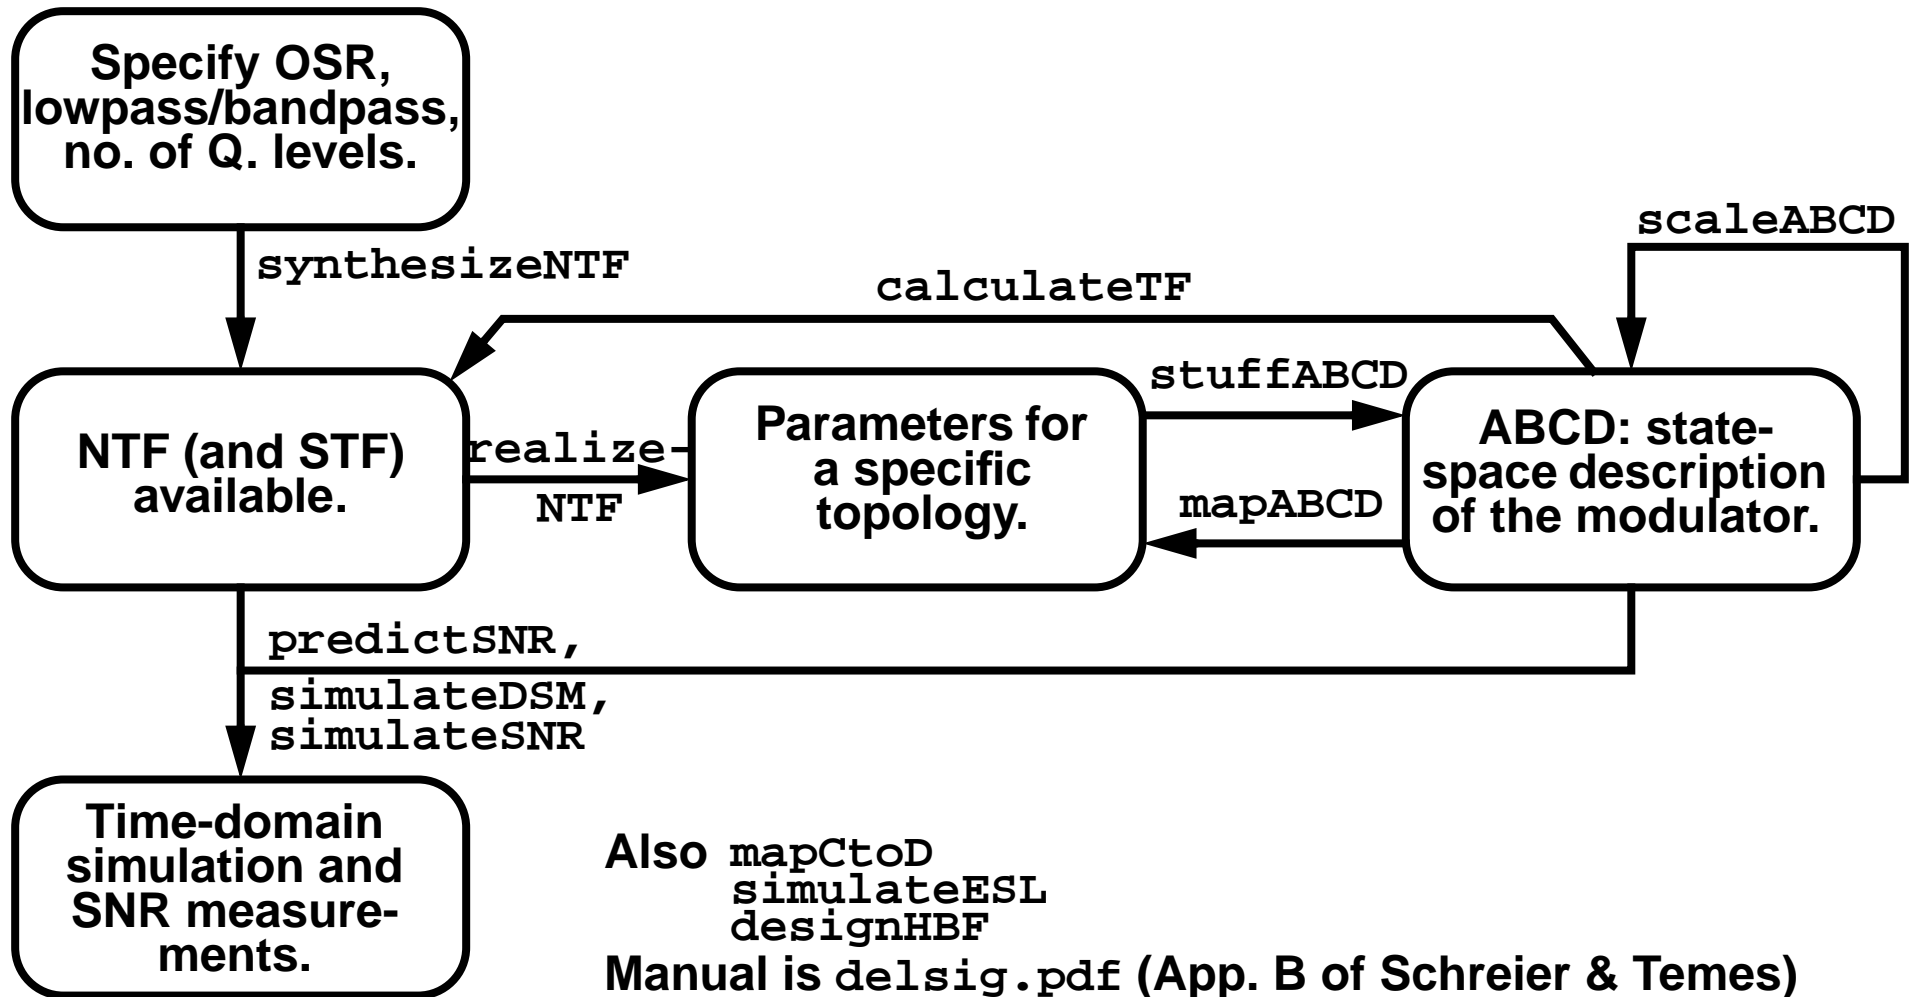 Specify OSR,
lowpass/bandpass,
no. of Q. levels.
synthesizeNTF
scaleABCD
calculateTF
NTF (and STF)
available.
realize-
NTF
Parameters for
a specific
topology.
stuffABCD
mapABCD
ABCD: state-
space description
of the modulator.
predictSNR,
simulateDSM,
simulateSNR
Time-domain
simulation and
SNR measure-
ments.
Also mapCtoD
simulateESL
designHBF
Manual is delsig.pdf (App. B of Schreier & Temes)